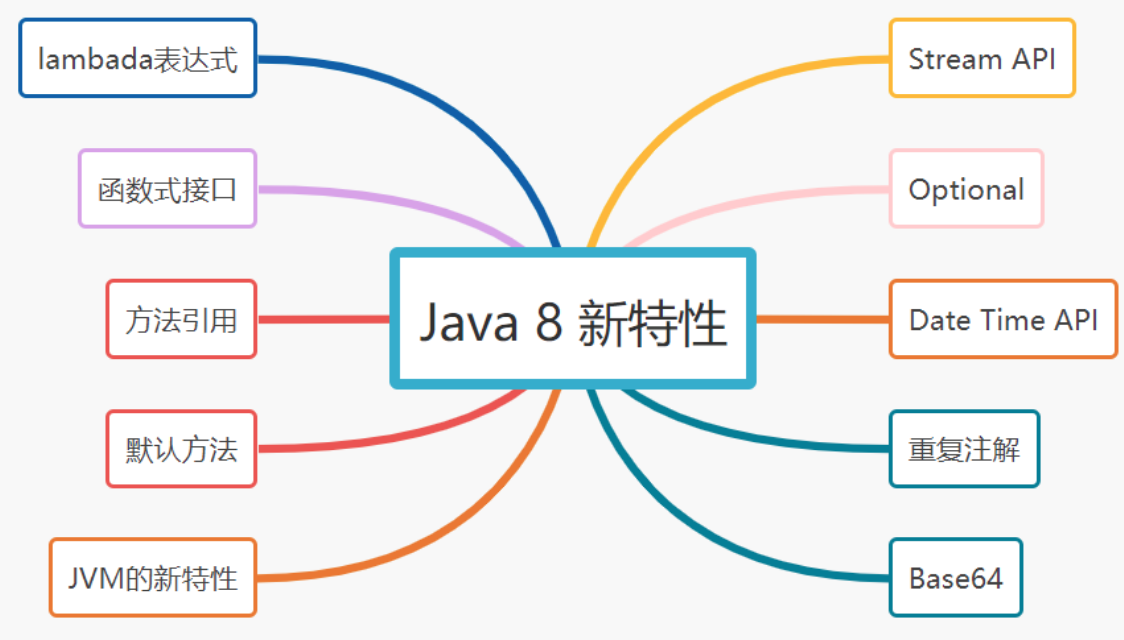 lambada表达式
函数式接口
方法引用
默认方法
JVM的新特性
Java 8 新特性
Stream API
Optional
Date Time API
重复注解
Base64